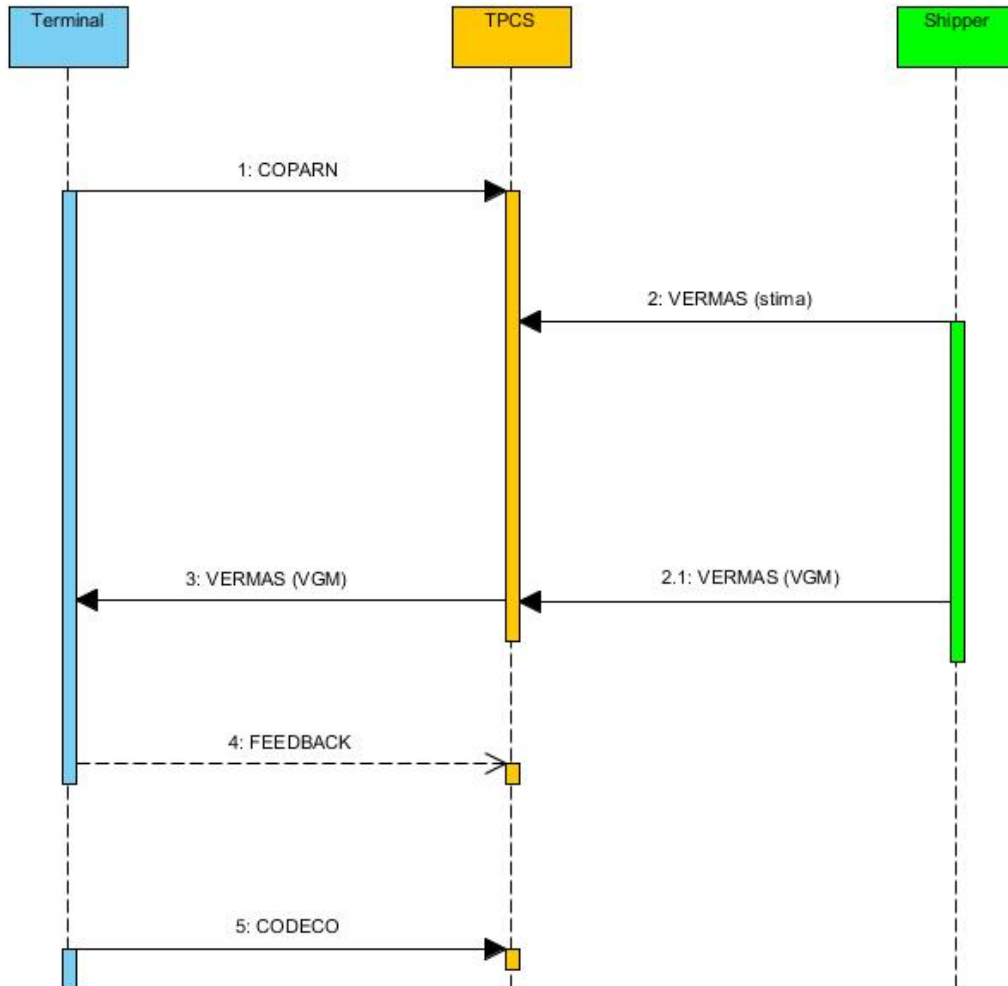 Terminal
TPCS
Shipper
1: COPARN
2: VERMAS (stima)
3: VERMAS (VGM)
2.1: VERMAS (VGM)
4: FEEDBACK
5: CODECO